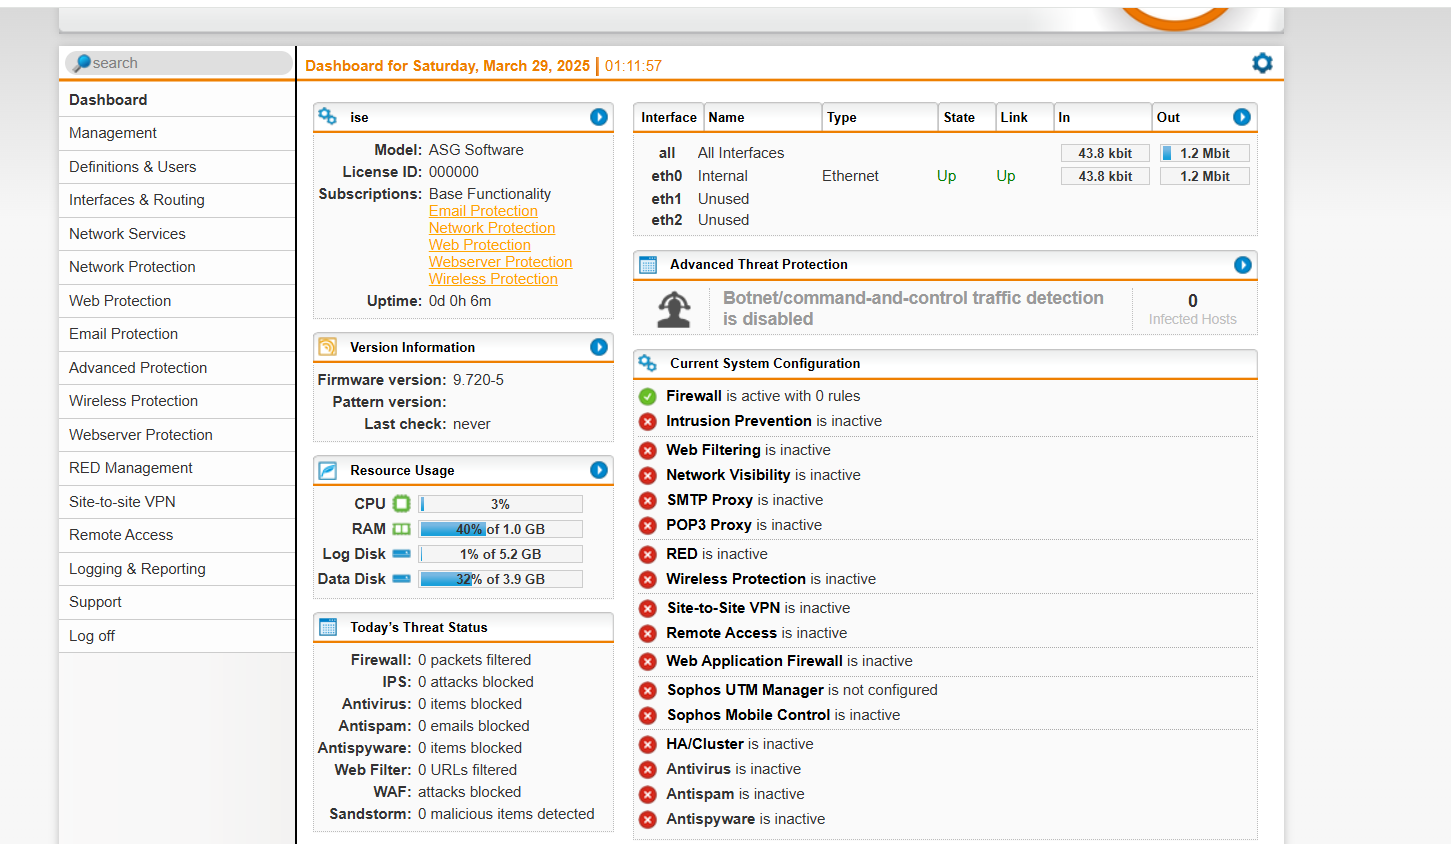 search
Dashboard
Management
Definitions & Users
Interfaces & Routing
Network Services
Network Protection
Web Protection
Email Protection
Advanced Protection
Wireless Protection
Webserver Protection
RED Management
Site-to-site VPN
Remote Access
Logging & Reporting
Support
Log off
Dashboard for Saturday, March 29, 2025 | 01:11:57
ise
Model: ASG Software
License ID: 000000
Subscriptions: Base Functionality
Email Protection
Network Protection
Web Protection
Webserver Protection
Wireless Protection
Uptime: 0d 0h 6m
Version Information
Firmware version: 9.720-5
Pattern version:
Last check: never
Resource Usage
CPU 3%
RAM 40% of 1.0 GB
Log Disk 1% of 5.2 GB
Data Disk 32% of 3.9 GB
Today's Threat Status
Firewall: 0 packets filtered
IPS: 0 attacks blocked
Antivirus: 0 items blocked
Antispam: 0 emails blocked
Antispyware: 0 items blocked
Web Filter: 0 URLs filtered
WAF: attacks blocked
Sandstorm: 0 malicious items detected
Interface Name Type State Link In Out
all All Interfaces 43.8 kbit 1.2 Mbit
eth0 Internal Ethernet Up Up 43.8 kbit 1.2 Mbit
eth1 Unused
eth2 Unused
Advanced Threat Protection
Botnet/command-and-control traffic detection
is disabled
0
Infected Hosts
Current System Configuration
Firewall is active with 0 rules
Intrusion Prevention is inactive
Web Filtering is inactive
Network Visibility is inactive
SMTP Proxy is inactive
POP3 Proxy is inactive
RED is inactive
Wireless Protection is inactive
Site-to-Site VPN is inactive
Remote Access is inactive
Web Application Firewall is inactive
Sophos UTM Manager is not configured
Sophos Mobile Control is inactive
HA/Cluster is inactive
Antivirus is inactive
Antispam is inactive
Antispyware is inactive